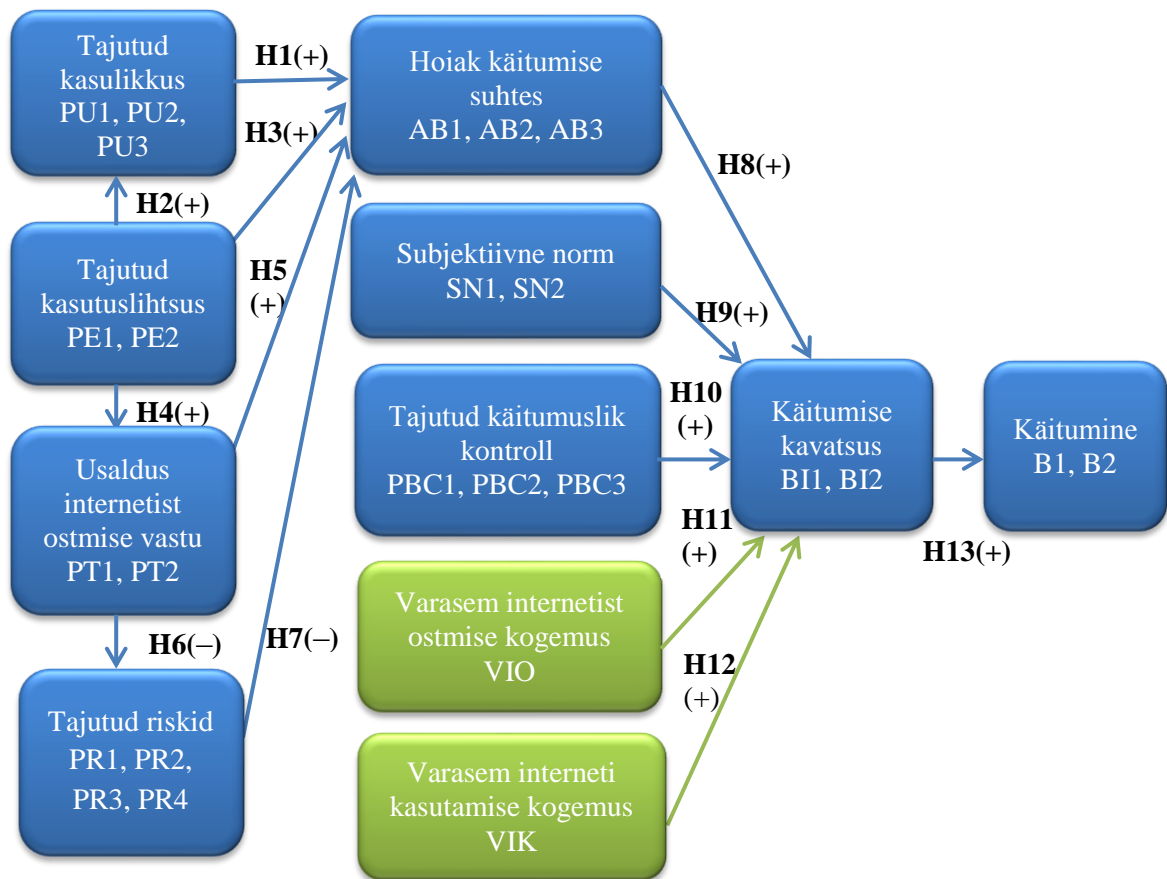 Tajutud
kasulikkus
PU1, PU2,
PU3
H1(+)
Hoiak käitumise
suhtes
AB1, AB2, AB3
H3(+)
H2(+)
H8(+)
Tajutud
kasutuslihtsus
PE1, PE2
H5
(+)
Subjektiivne norm
SN1, SN2
H9(+)
H4(+)
Usaldus
internetist
ostmise vastu
PT1, PT2
Tajutud käitumuslik
kontroll
PBC1, PBC2, PBC3
H10
(+)
Käitumise
kavatsus
BI1, BI2
Käitumine
B1, B2
H11
(+)
H13(+)
H6(–)
H7(–)
Varasem internetist
ostmise kogemus
VIO
H12
(+)
Tajutud riskid
PR1, PR2,
PR3, PR4
Varasem interneti
kasutamise kogemus
VIK